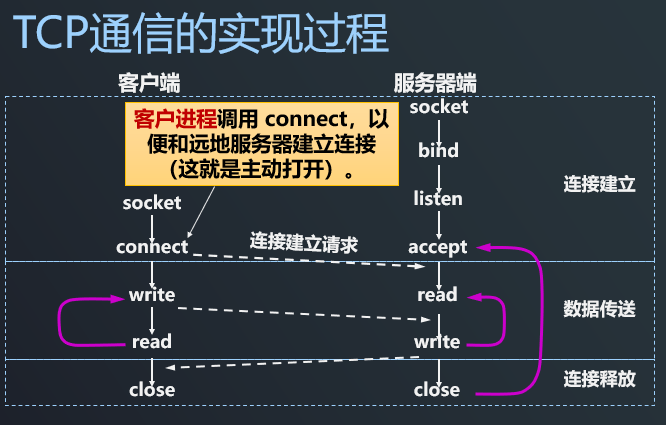 TCP通信的实现过程
客户端
服务器端
socket
客户进程调用 connect，以
便和远地服务器建立连接
（这就是主动打开）。
bind
连接建立
listen
socket
connect
连接建立请求
accept
write
read
数据传送
read
write
连接释放
close
close